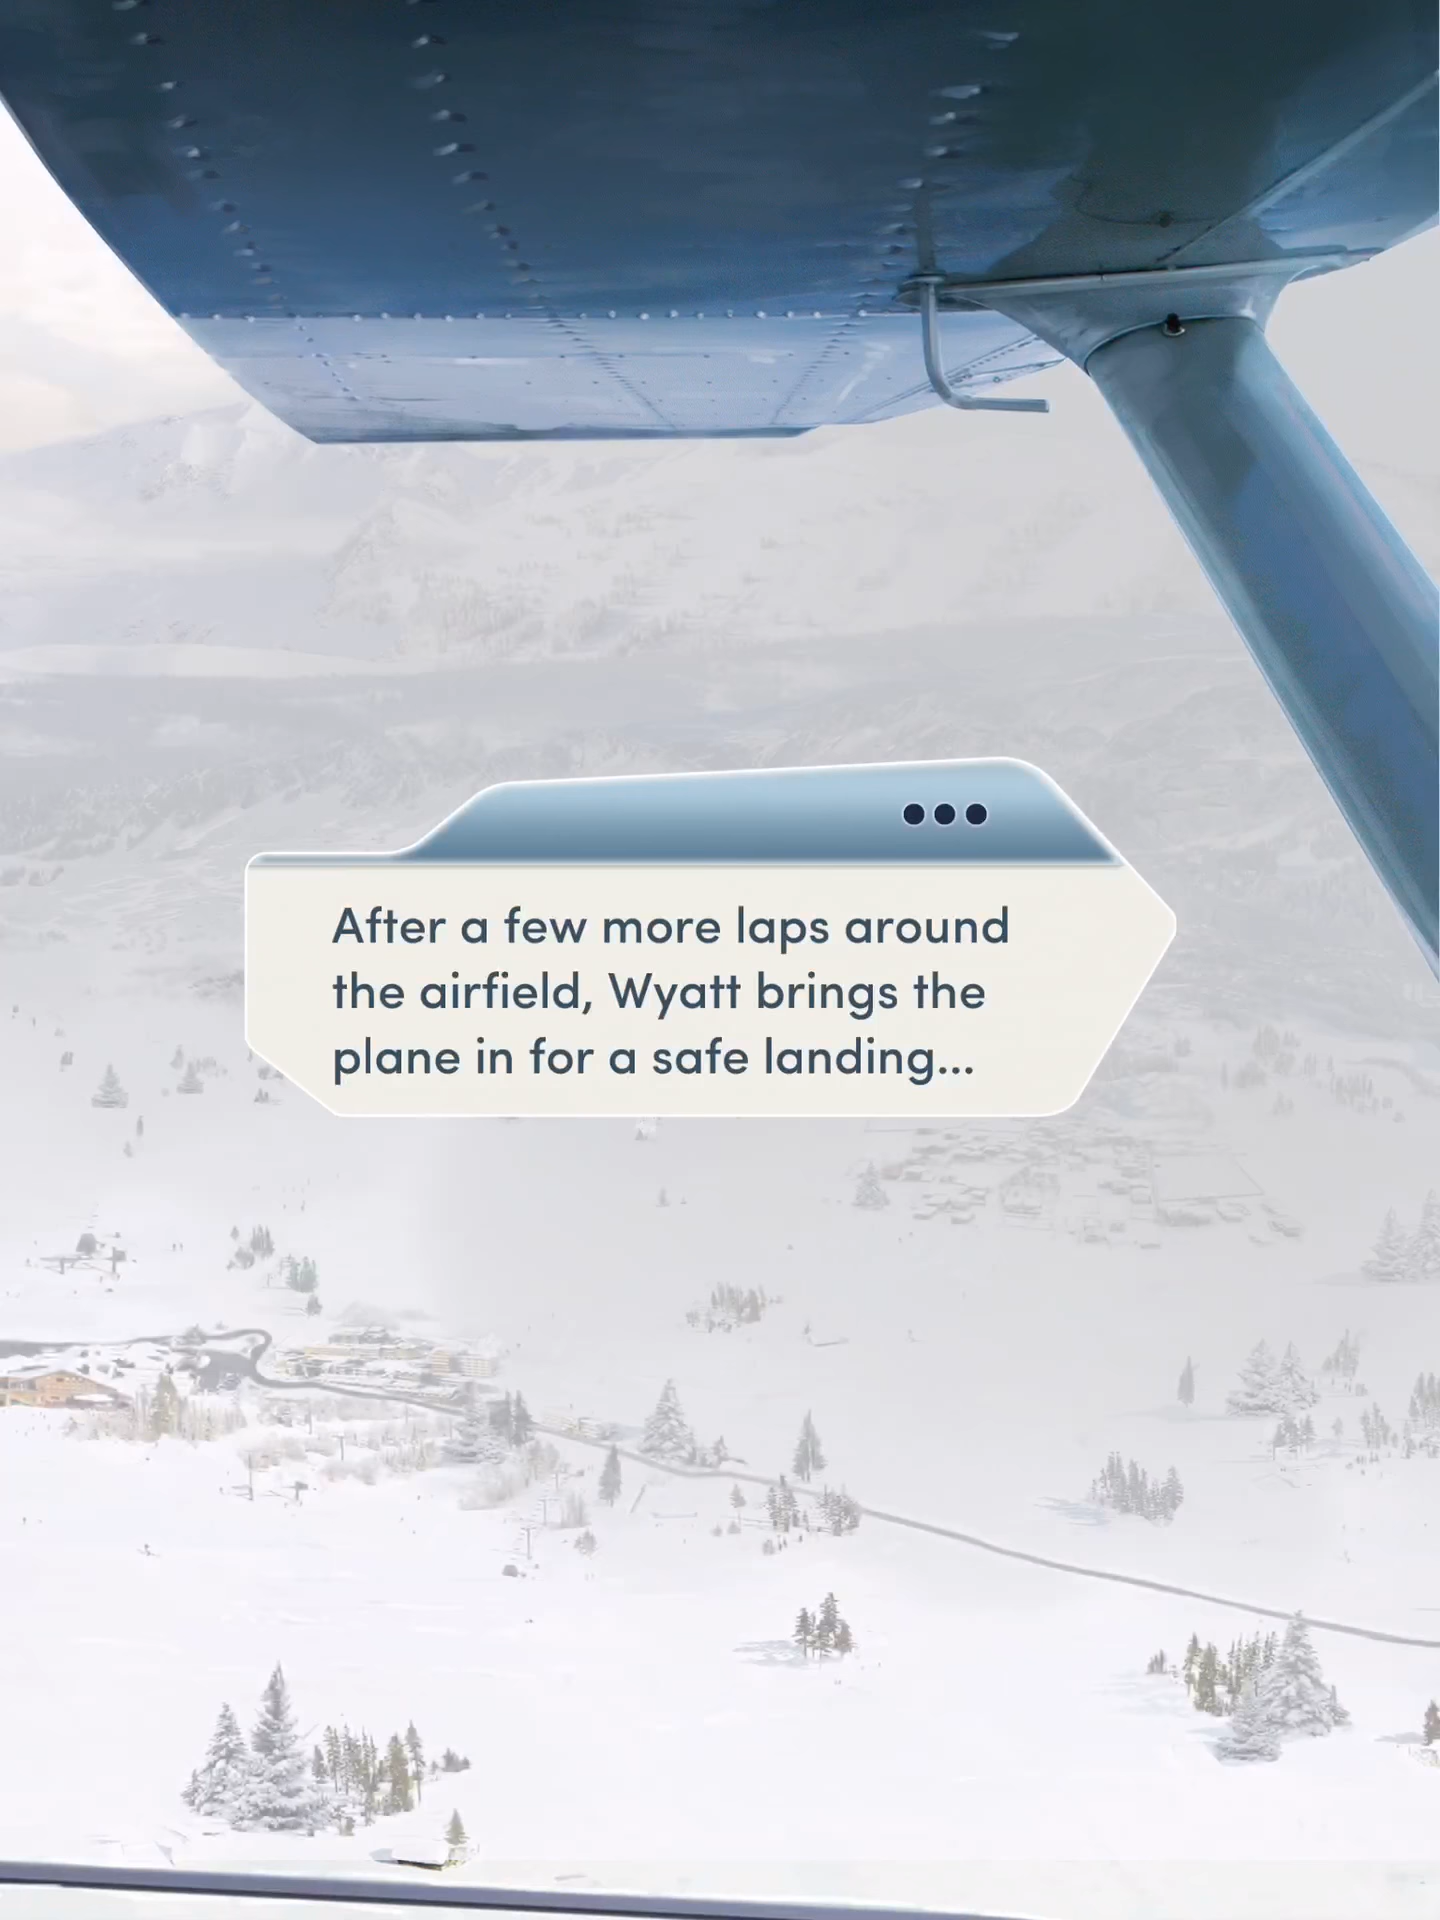 After a few more laps around
the airfield, Wyatt brings the
plane in for a safe landing...